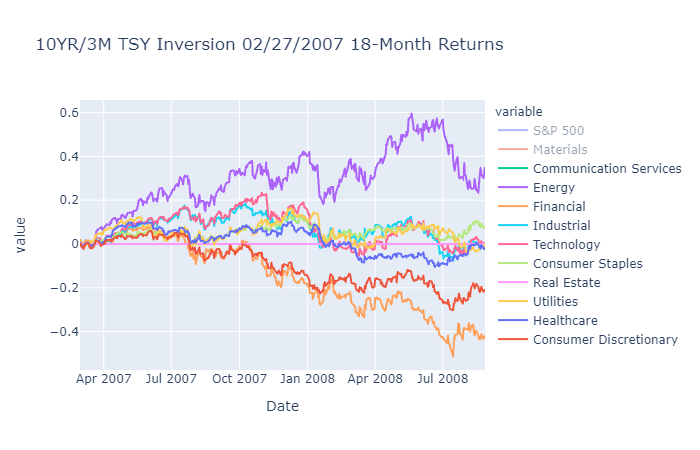 10YR/3M TSY Inversion 02/27/2007 18-Month Returns
variable
S&P 500
Materials
Communication Services
Energy
Financial
Industrial
Technology
Consumer Staples
Real Estate
Utilities
Healthcare
Consumer Discretionary
value
0.6
0.4
0.2
0
−0.2
−0.4
Apr 2007
Jul 2007
Oct 2007
Jan 2008
Apr 2008
Jul 2008
Date